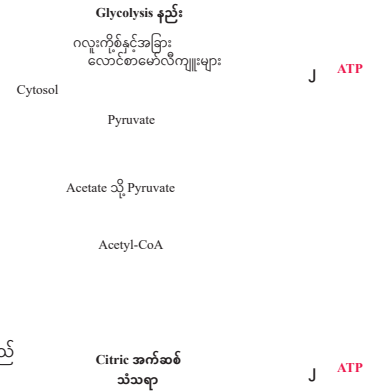 Glycolysis နည်း
ဂလူးကို့စ်နှင့်အခြား
လောင်စာမော်လီကျူးများ
၂ ATP
Cytosol
Pyruvate
Acetate သို့ Pyruvate
Acetyl-CoA
Citric အက်ဆစ်
သံသရာ
၂ ATP